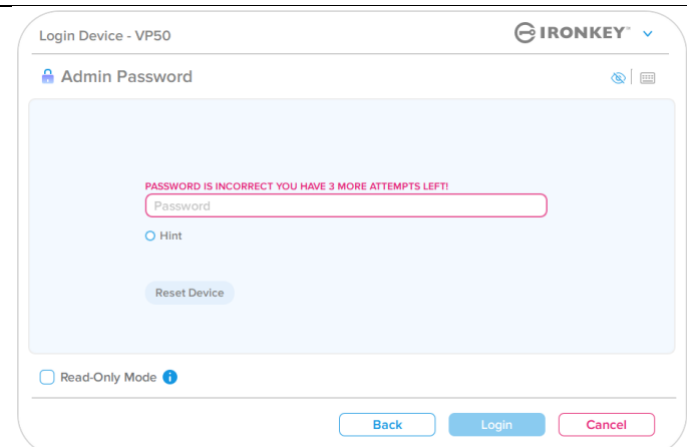 Login Device - VP50
IRONKEY™
Admin Password
PASSWORD IS INCORRECT YOU HAVE 3 MORE ATTEMPTS LEFT!
Password
Hint
Reset Device
Read-Only Mode
Back
Login
Cancel